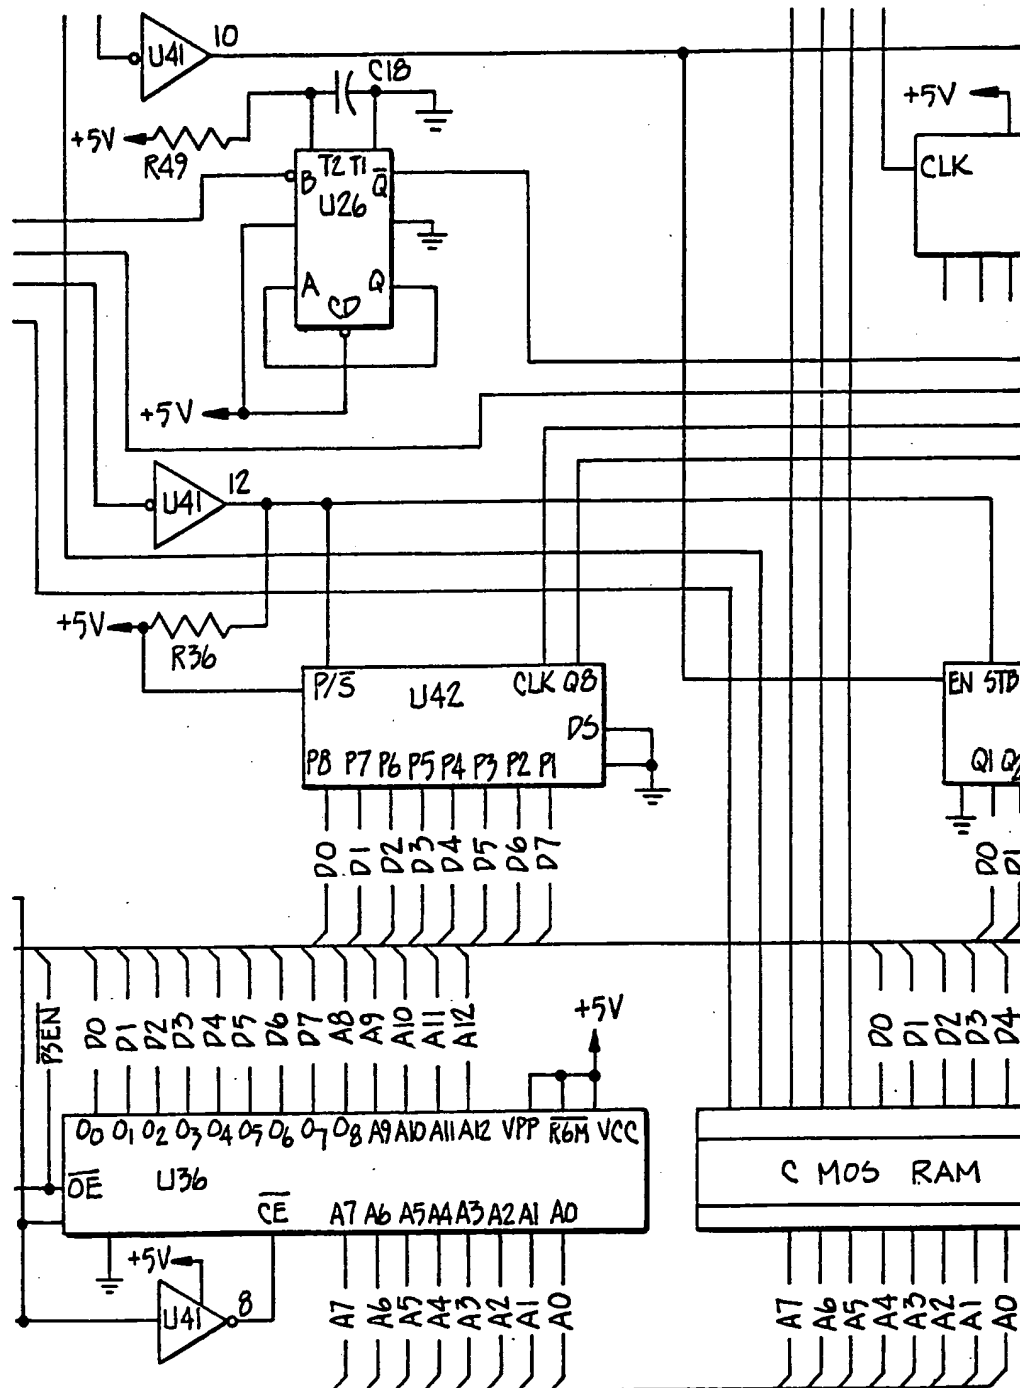 U41 10
C18
+5V
+5V
R49
T2 T1
B Q̅
U26
CLK
A Q
CD
+5V
U41 12
+5V
R36
P/S̅ U42 CLK Q8
EN STB
DS
P8 P7 P6 P5 P4 P3 P2 P1
Q1 Q2
D0 D1 D2 D3 D4 D5 D6 D7
D0 D1
P̅S̅E̅N̅ D0 D1 D2 D3 D4 D5 D6 D7 A8 A9 A10 A11 A12
+5V
D0 D1 D2 D3 D4
O0 O1 O2 O3 O4 O5 O6 O7 O8 A9 A10 A11 A12 VPP R̅G̅M̅ VCC
O̅E̅ U36
C MOS RAM
C̅E̅ A7 A6 A5 A4 A3 A2 A1 A0
+5V
U41 8
A7 A6 A5 A4 A3 A2 A1 A0
A7 A6 A5 A4 A3 A2 A1 A0